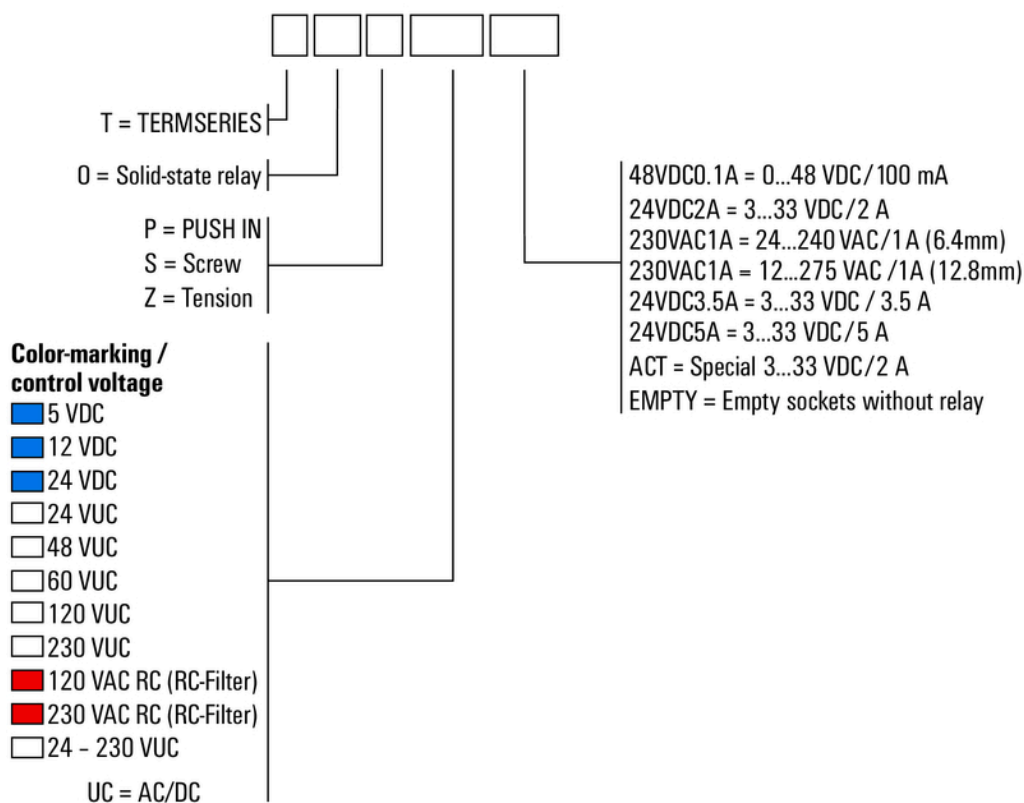 T = TERMSERIES
O = Solid-state relay
P = PUSH IN
S = Screw
Z = Tension
Color-marking /
control voltage
5 VDC
12 VDC
24 VDC
24 VUC
48 VUC
60 VUC
120 VUC
230 VUC
120 VAC RC (RC-Filter)
230 VAC RC (RC-Filter)
24 – 230 VUC
UC = AC/DC
48VDC0.1A = 0...48 VDC/100 mA
24VDC2A = 3...33 VDC/2 A
230VAC1A = 24...240 VAC/1A (6.4mm)
230VAC1A = 12...275 VAC /1A (12.8mm)
24VDC3.5A = 3...33 VDC / 3.5 A
24VDC5A = 3...33 VDC/5 A
ACT = Special 3...33 VDC/2 A
EMPTY = Empty sockets without relay